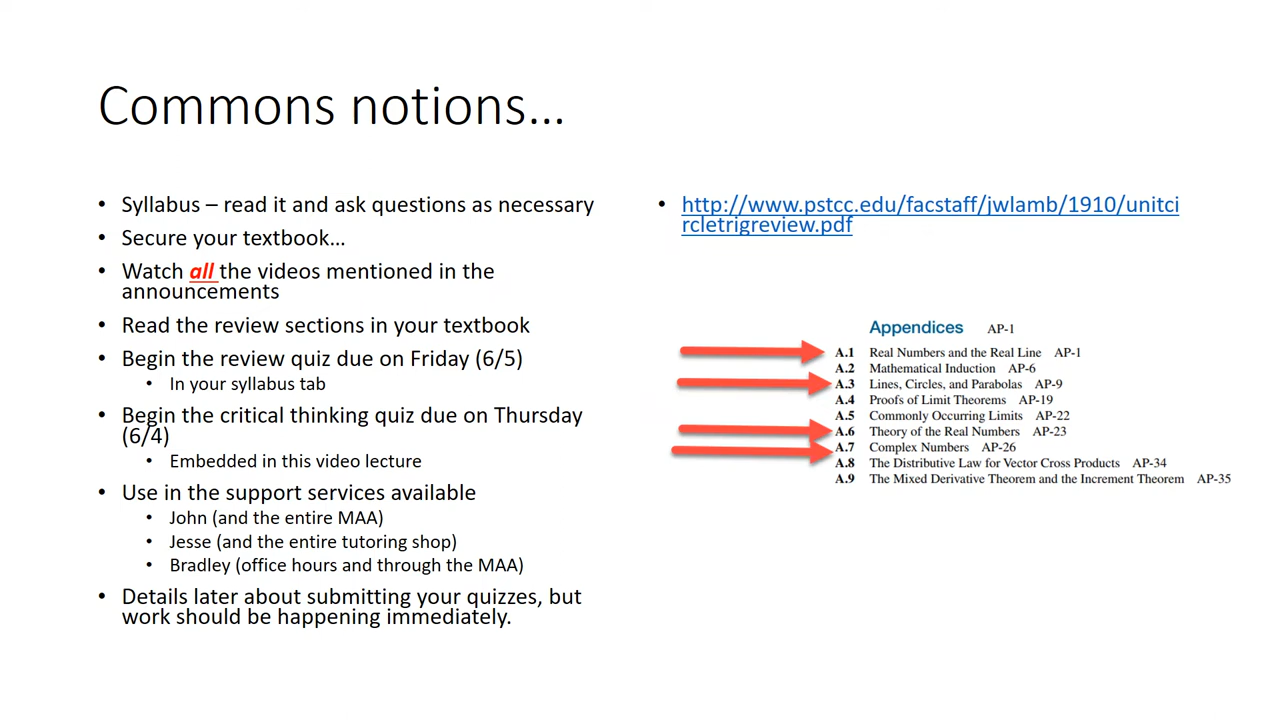 Commons notions...
• Syllabus – read it and ask questions as necessary
• Secure your textbook...
• Watch all the videos mentioned in the
announcements
• Read the review sections in your textbook
• Begin the review quiz due on Friday (6/5)
• In your syllabus tab
• Begin the critical thinking quiz due on Thursday
(6/4)
• Embedded in this video lecture
• Use in the support services available
• John (and the entire MAA)
• Jesse (and the entire tutoring shop)
• Bradley (office hours and through the MAA)
• Details later about submitting your quizzes, but
work should be happening immediately.
• http://www.pstcc.edu/facstaff/jwlamb/1910/unitci
rcletrigreview.pdf
Appendices AP-1
A.1 Real Numbers and the Real Line AP-1
A.2 Mathematical Induction AP-6
A.3 Lines, Circles, and Parabolas AP-9
A.4 Proofs of Limit Theorems AP-19
A.5 Commonly Occurring Limits AP-22
A.6 Theory of the Real Numbers AP-23
A.7 Complex Numbers AP-26
A.8 The Distributive Law for Vector Cross Products AP-34
A.9 The Mixed Derivative Theorem and the Increment Theorem AP-35